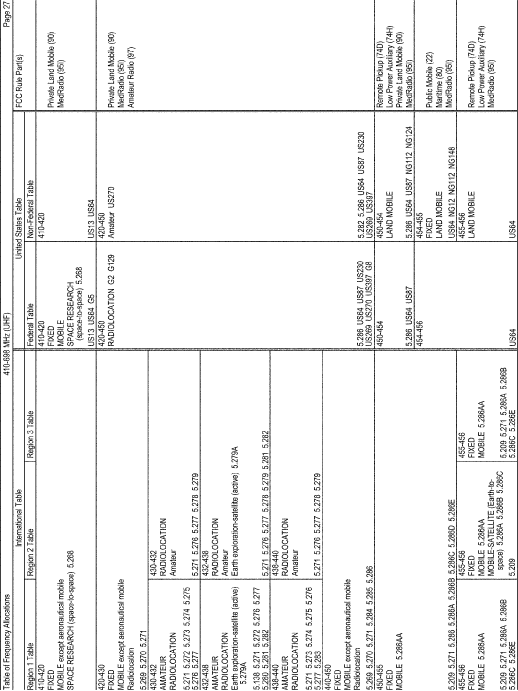 Table of Frequency Allocations 410-698 MHz (UHF) Page 27
International Table
United States Table
FCC Rule Part(s)
Region 1 Table
Region 2 Table
Region 3 Table
Federal Table
Non-Federal Table
410-420
FIXED
MOBILE except aeronautical mobile
SPACE RESEARCH (space-to-space) 5.268
410-420
FIXED
MOBILE
SPACE RESEARCH
(space-to-space) 5.268
US13 US64 G5
410-420
US13 US64
Private Land Mobile (90)
MedRadio (95I)
420-430
FIXED
MOBILE except aeronautical mobile
Radiolocation
5.269 5.270 5.271
420-450
RADIOLOCATION G2 G129
5.286 US64 US87 US230
US269 US270 US397 G8
420-450
Amateur US270
5.282 5.286 US64 US87 US230
US269 US397
Private Land Mobile (90)
MedRadio (95I)
Amateur Radio (97)
430-432
AMATEUR
RADIOLOCATION
5.271 5.272 5.273 5.274 5.275
5.276 5.277
430-432
RADIOLOCATION
Amateur
5.271 5.276 5.277 5.278 5.279
432-438
AMATEUR
RADIOLOCATION
Earth exploration-satellite (active)
5.279A
5.138 5.271 5.272 5.276 5.277
5.280 5.281 5.282
432-438
RADIOLOCATION
Amateur
Earth exploration-satellite (active) 5.279A
5.271 5.276 5.277 5.278 5.279 5.281 5.282
438-440
AMATEUR
RADIOLOCATION
5.271 5.273 5.274 5.275 5.276
5.277 5.283
438-440
RADIOLOCATION
Amateur
5.271 5.276 5.277 5.278 5.279
440-450
FIXED
MOBILE except aeronautical mobile
Radiolocation
5.269 5.270 5.271 5.284 5.285 5.286
450-455
FIXED
MOBILE 5.286AA
5.209 5.271 5.286 5.286A 5.286B 5.286C 5.286D 5.286E
450-454
5.286 US64 US87
450-454
LAND MOBILE
5.286 US64 US87 NG112 NG124
Remote Pickup (74D)
Low Power Auxiliary (74H)
Private Land Mobile (90)
MedRadio (95I)
454-456
US64
454-455
FIXED
LAND MOBILE
US64 NG12 NG112 NG148
Public Mobile (22)
Maritime (80)
MedRadio (95I)
455-456
FIXED
MOBILE 5.286AA
5.209 5.271 5.286A 5.286B
5.286C 5.286E
455-456
FIXED
MOBILE 5.286AA
MOBILE-SATELLITE (Earth-to-
space) 5.286A 5.286B 5.286C
5.209
455-456
FIXED
MOBILE 5.286AA
5.209 5.271 5.286A 5.286B
5.286C 5.286E
455-456
LAND MOBILE
US64
Remote Pickup (74D)
Low Power Auxiliary (74H)
MedRadio (95I)